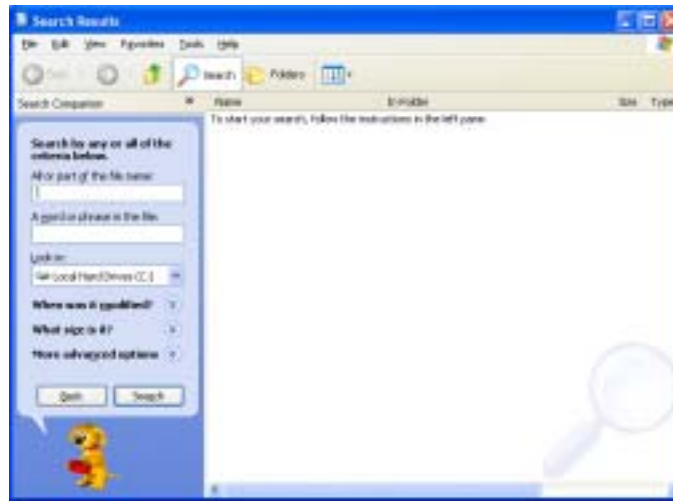 Search Results
File Edit View Favorites Tools Help
Back Search Folders
Search Companion Name In Folder Size Type
To start your search, follow the instructions in the left pane.
Search by any or all of the
criteria below.
All or part of the file name:
A word or phrase in the file:
Look in:
Local Hard Drives (C:)
When was it modified?
What size is it?
More advanced options
Back Search